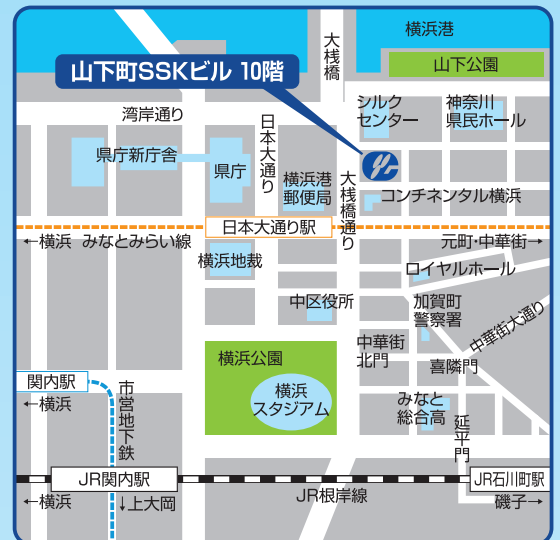 横浜港
大桟橋
山下公園
山下町SSKビル 10階
湾岸通り
シルク
センター
神奈川
県民ホール
日本大通り
県庁新庁舎
県庁
横浜港
郵便局
大桟橋通り
コンチネンタル横浜
日本大通り駅
←横浜 みなとみらい線
元町・中華街→
横浜地裁
ロイヤルホール
中区役所
加賀町
警察署
中華街大通り
中華街
北門
横浜公園
喜隣門
関内駅
←横浜
市営地下鉄
横浜
スタジアム
みなと
総合高
延平門
JR関内駅
JR石川町駅
←横浜
↓上大岡
JR根岸線
磯子→